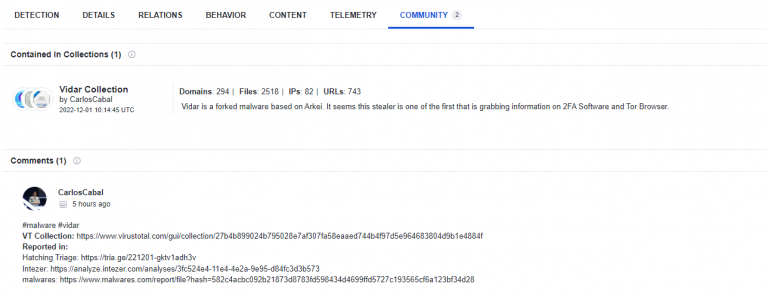 DETECTION DETAILS RELATIONS BEHAVIOR CONTENT TELEMETRY COMMUNITY 2
Contained In Collections (1)
Vidar Collection
by CarlosCabal
2022-12-01 10:14:45 UTC
Domains: 294 | Files: 2518 | IPs: 82 | URLs: 743
Vidar is a forked malware based on Arkei. It seems this stealer is one of the first that is grabbing information on 2FA Software and Tor Browser.
Comments (1)
CarlosCabal
5 hours ago
#malware #vidar
VT Collection: https://www.virustotal.com/gui/collection/27b4b899024b795028e7af307fa58eaaed744b4f97d5e964683804d9b1e4884f
Reported in:
Hatching Triage: https://tria.ge/221201-gktv1adh3v
Intezer: https://analyze.intezer.com/analyses/3fc524e4-11e4-4e2a-9e95-d84fc3d3b573
malwares: https://www.malwares.com/report/file?hash=582c4acbc092b21873d8783fd598434d4699ffd5727c193565cf6a123bf34d28